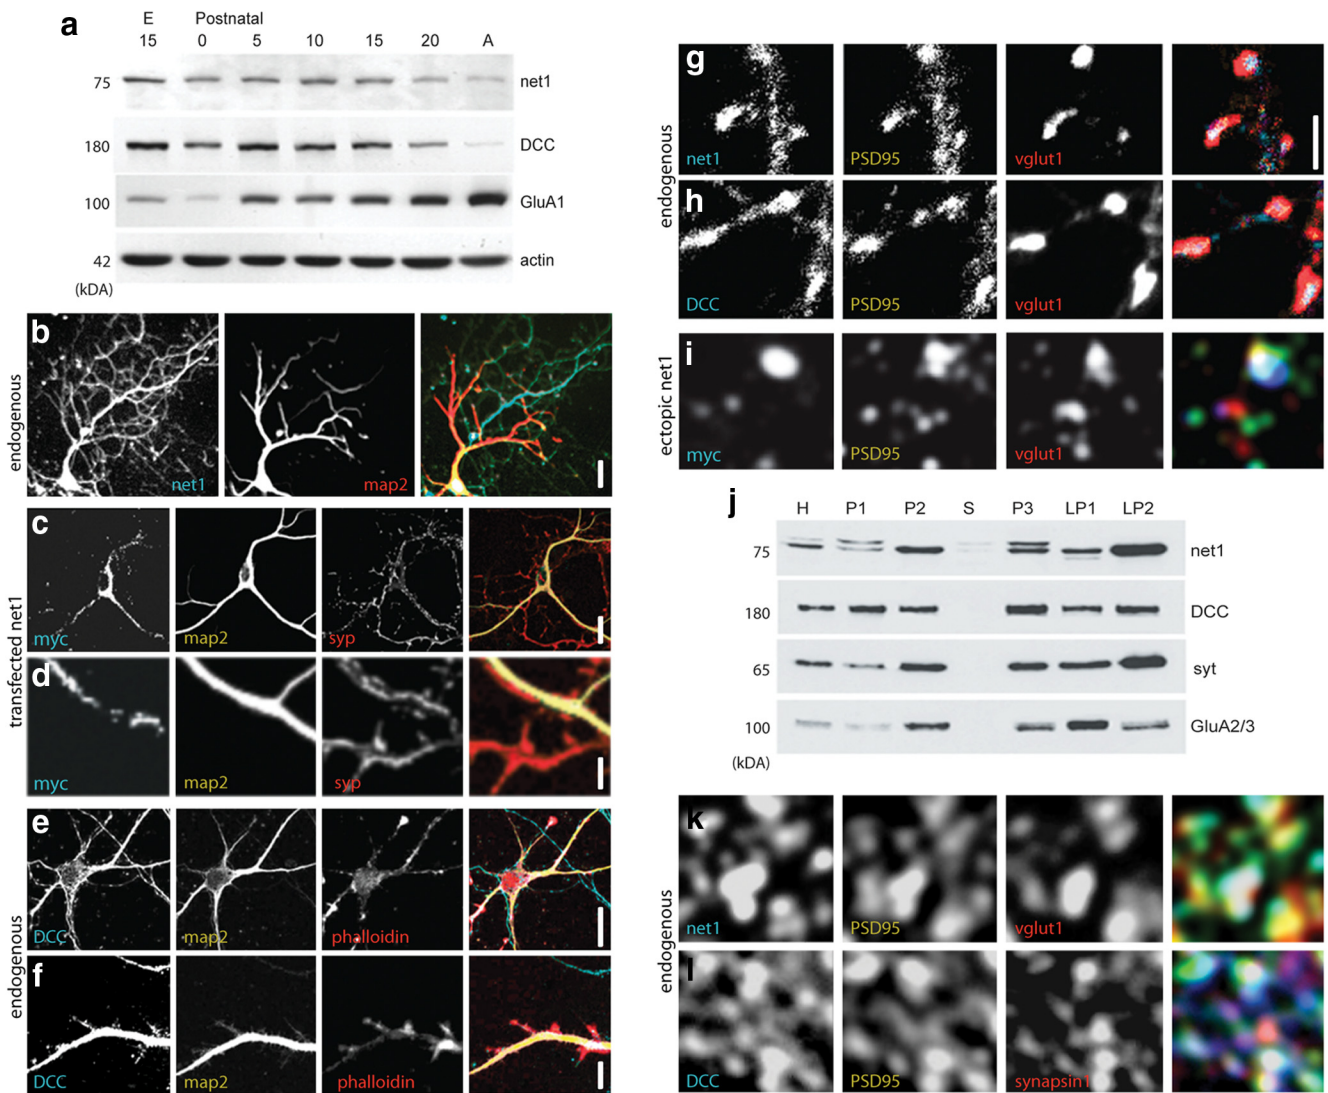 a
E Postnatal
15 0 5 10 15 20 A
75 net1
180 DCC
100 GluA1
42 actin
(kDA)
b
endogenous
net1
map2
c
transfected net1
myc
map2
syp
d
myc
map2
syp
e
endogenous
DCC
map2
phalloidin
f
DCC
map2
phalloidin
g
endogenous
net1
PSD95
vglut1
h
DCC
PSD95
vglut1
i
ectopic net1
myc
PSD95
vglut1
j
H P1 P2 S P3 LP1 LP2
75 net1
180 DCC
65 syt
100 GluA2/3
(kDA)
k
endogenous
net1
PSD95
vglut1
l
DCC
PSD95
synapsin1